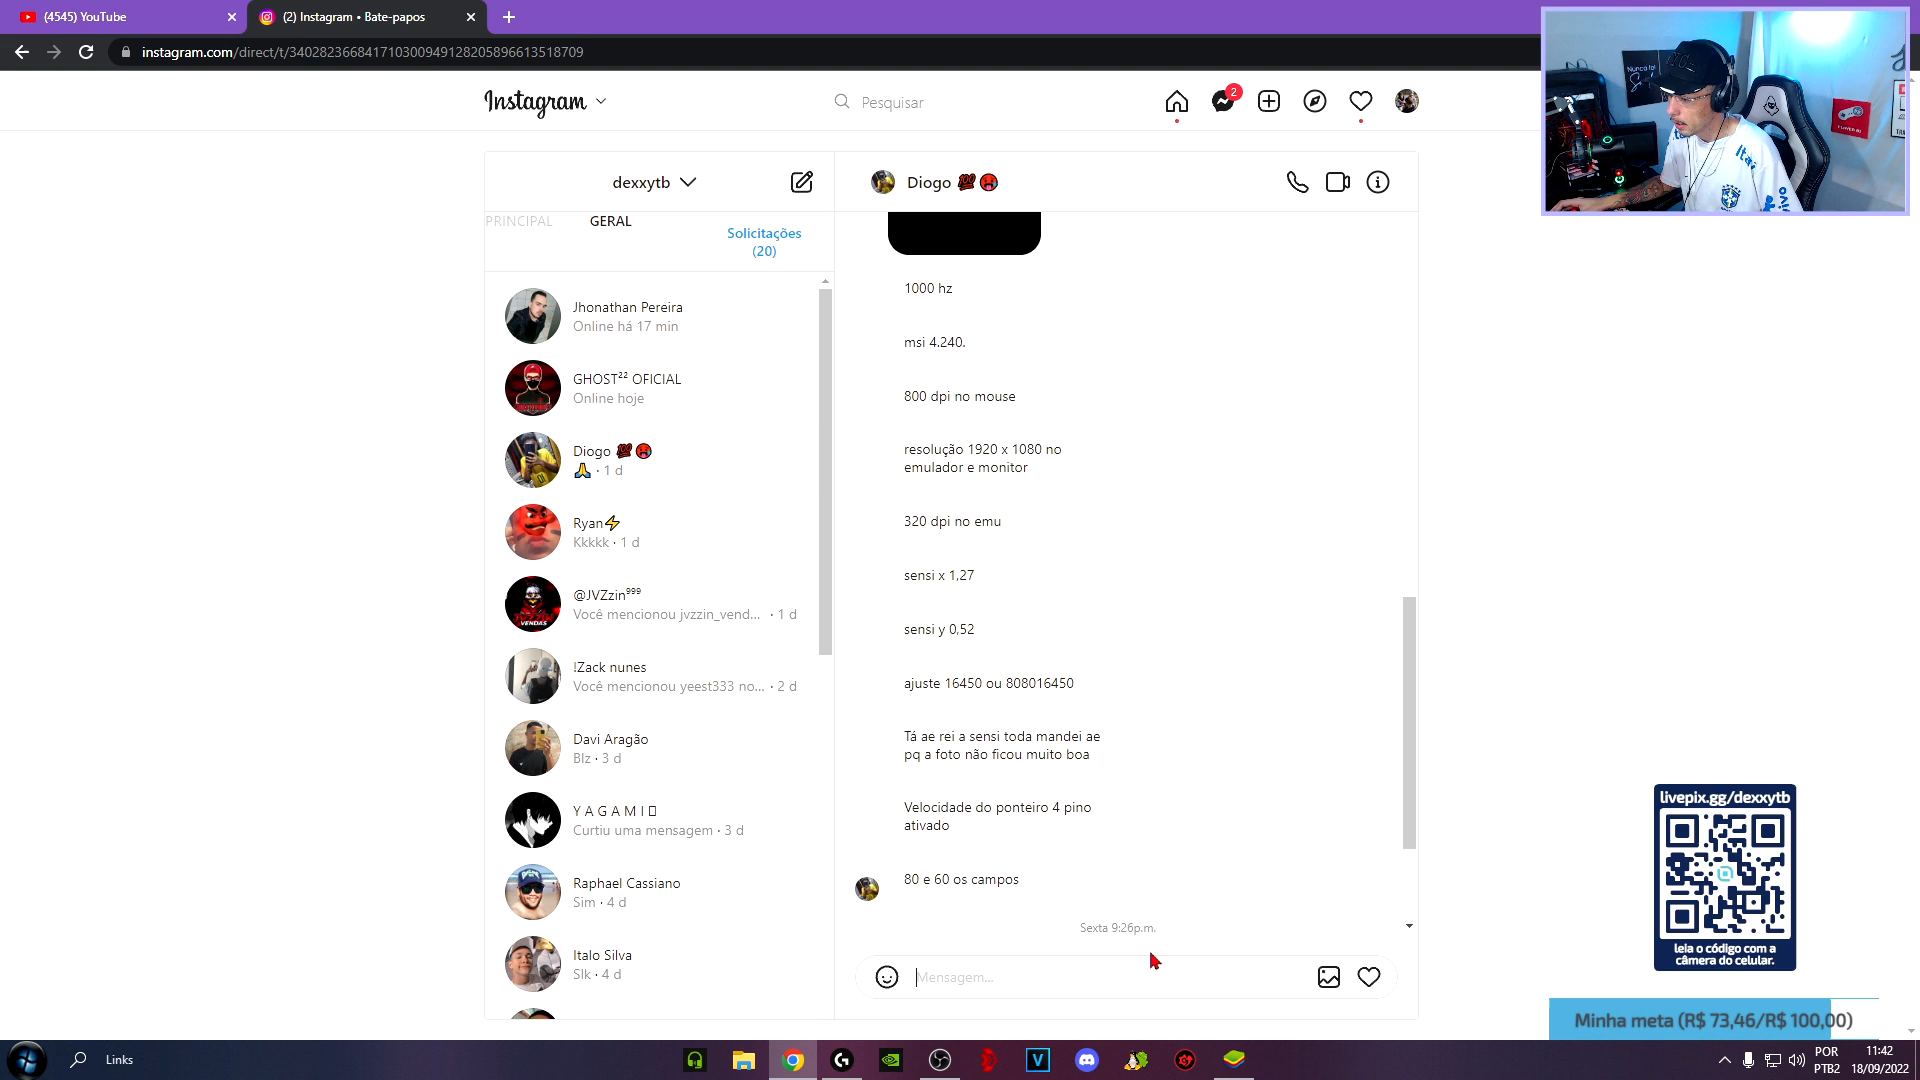 (4545) YouTube
(2) Instagram • Bate-papos
instagram.com/direct/t/340282366841710300949128205896613518709
Instagram
Pesquisar
2
dexxytb
Diogo 💯🥵
PRINCIPAL
GERAL
Solicitações
(20)
Jhonathan Pereira
Online há 17 min
GHOST²² OFICIAL
Online hoje
Diogo 💯🥵
🙏 · 1 d
Ryan⚡
Kkkkk · 1 d
@JVZzin⁹⁹⁹
Você mencionou jvzzin_vend... · 1 d
!Zack nunes
Você mencionou yeest333 no... · 2 d
Davi Aragão
Blz · 3 d
Y A G A M I
Curtiu uma mensagem · 3 d
Raphael Cassiano
Sim · 4 d
Italo Silva
Slk · 4 d
1000 hz
msi 4.240.
800 dpi no mouse
resolução 1920 x 1080 no
emulador e monitor
320 dpi no emu
sensi x 1,27
sensi y 0,52
ajuste 16450 ou 808016450
Tá ae rei a sensi toda mandei ae
pq a foto não ficou muito boa
Velocidade do ponteiro 4 pino
ativado
80 e 60 os campos
Sexta 9:26p.m.
Mensagem...
Nunca foi
Itaú
livepix.gg/dexxytb
leia o código com a
câmera do celular.
Minha meta (R$ 73,46/R$ 100,00)
Links
POR
PTB2
11:42
18/09/2022